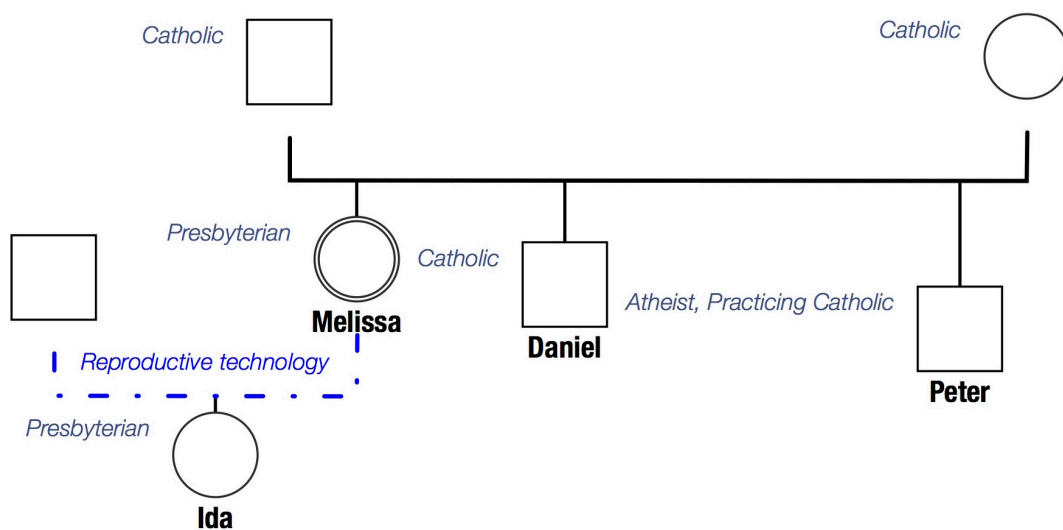 Catholic
Catholic
Presbyterian
Catholic
Atheist, Practicing Catholic
Melissa
Daniel
Peter
Reproductive technology
Presbyterian
Ida